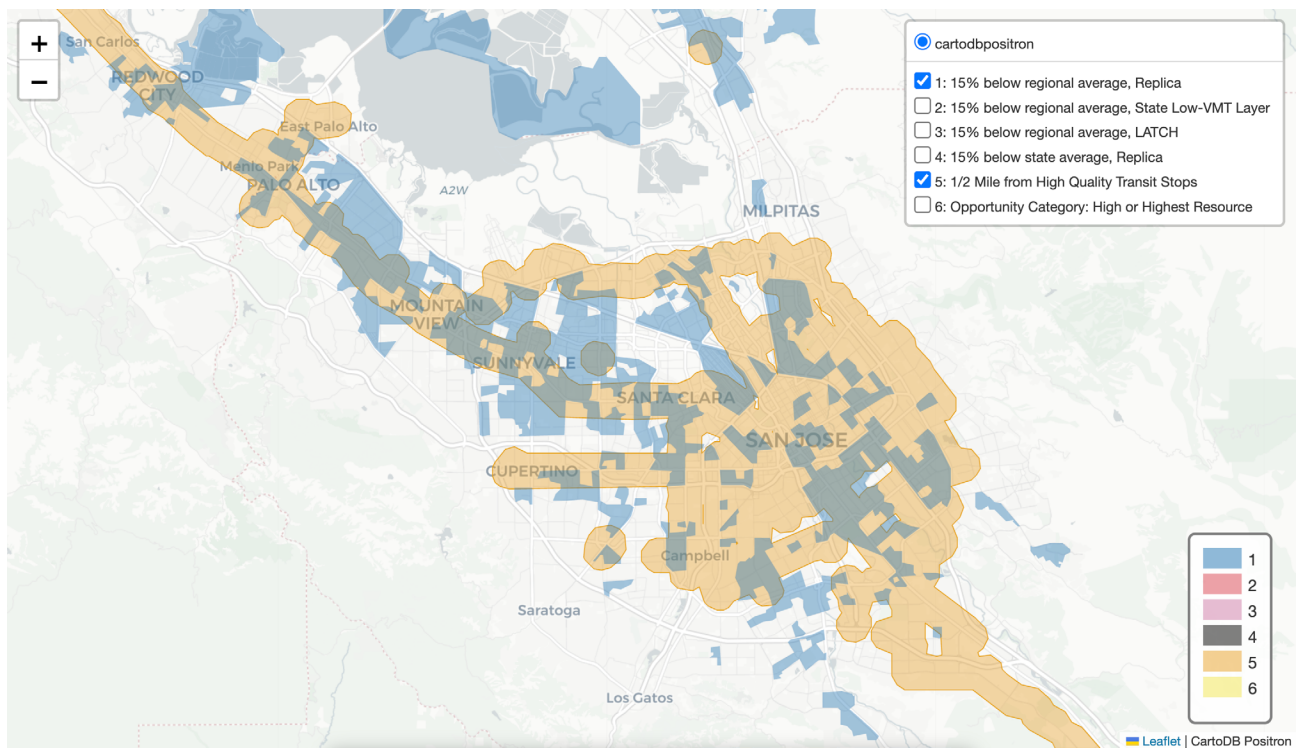 +
−
San Carlos
REDWOOD
CITY
East Palo Alto
Menlo Park
PALO ALTO
A2W
MILPITAS
MOUNTAIN
VIEW
SUNNYVALE
SANTA CLARA
SAN JOSE
CUPERTINO
Campbell
Saratoga
Los Gatos
cartodbpositron
1: 15% below regional average, Replica
2: 15% below regional average, State Low-VMT Layer
3: 15% below regional average, LATCH
4: 15% below state average, Replica
5: 1/2 Mile from High Quality Transit Stops
6: Opportunity Category: High or Highest Resource
1
2
3
4
5
6
Leaflet | CartoDB Positron